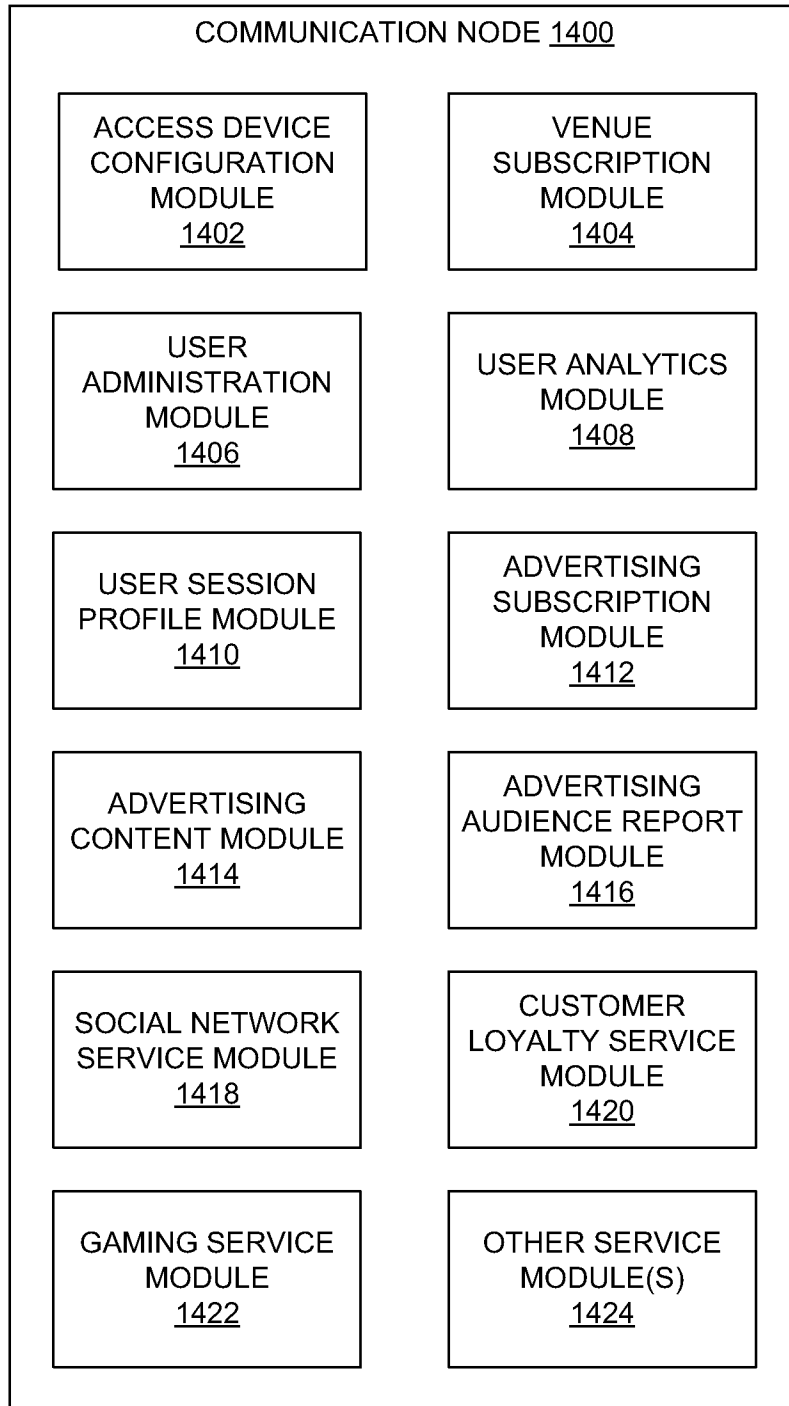 COMMUNICATION NODE 1400
ACCESS DEVICE
CONFIGURATION
MODULE
1402
VENUE
SUBSCRIPTION
MODULE
1404
USER
ADMINISTRATION
MODULE
1406
USER ANALYTICS
MODULE
1408
USER SESSION
PROFILE MODULE
1410
ADVERTISING
SUBSCRIPTION
MODULE
1412
ADVERTISING
CONTENT MODULE
1414
ADVERTISING
AUDIENCE REPORT
MODULE
1416
SOCIAL NETWORK
SERVICE MODULE
1418
CUSTOMER
LOYALTY SERVICE
MODULE
1420
GAMING SERVICE
MODULE
1422
OTHER SERVICE
MODULE(S)
1424